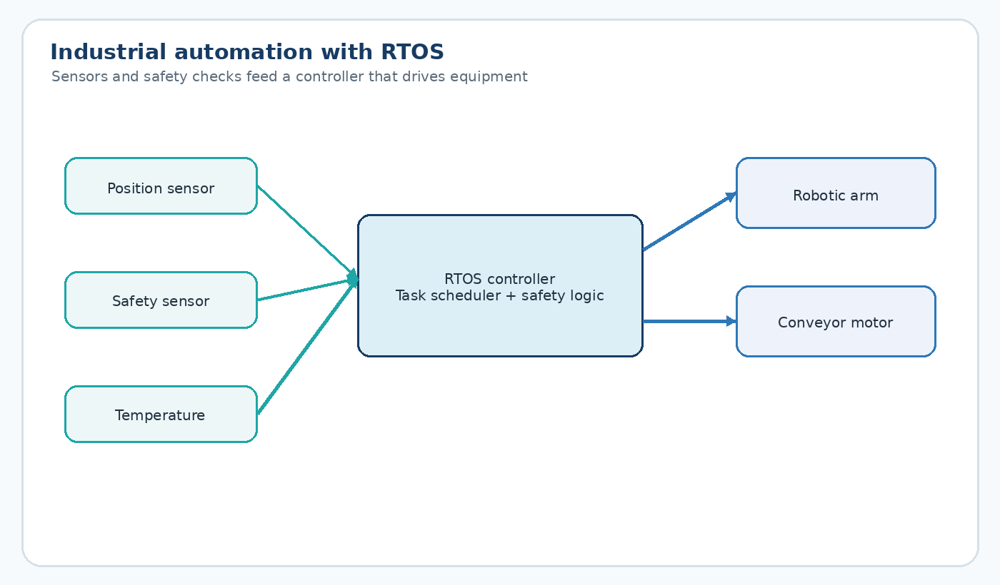 Industrial automation with RTOS
Sensors and safety checks feed a controller that drives equipment
Position sensor
Safety sensor
Temperature
RTOS controller
Task scheduler + safety logic
Robotic arm
Conveyor motor